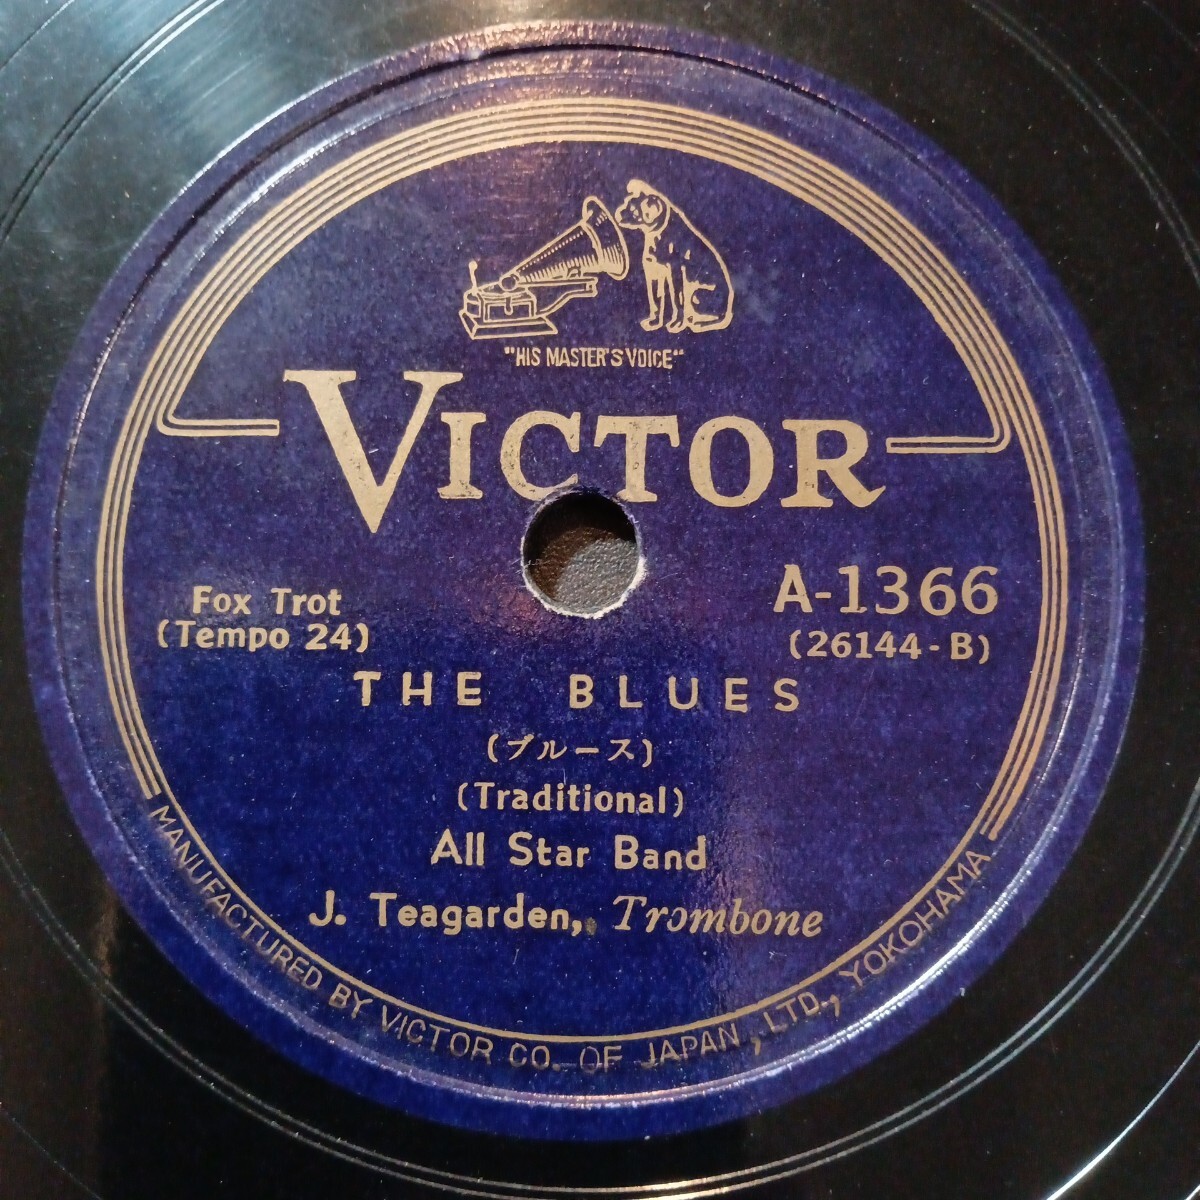 "HIS MASTER'S VOICE"
VICTOR
Fox Trot
(Tempo 24)
A-1366
(26144-B)
THE BLUES
(ブルース)
(Traditional)
All Star Band
J. Teagarden, Trombone
MANUFACTURED BY VICTOR CO. OF JAPAN, LTD., YOKOHAMA